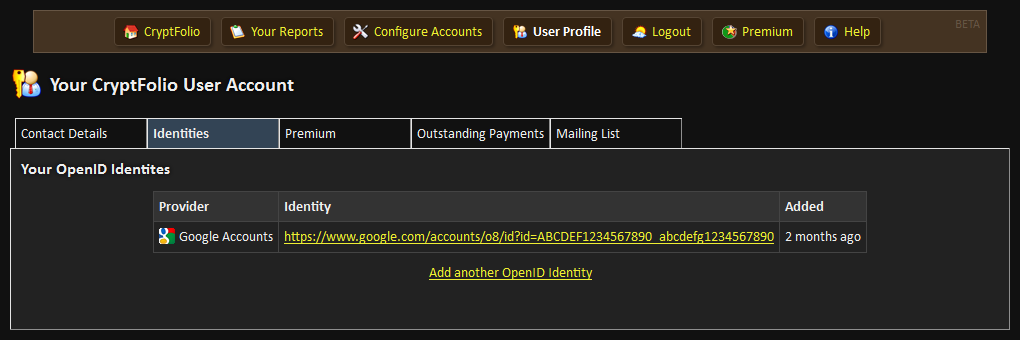 CryptFolio Your Reports Configure Accounts User Profile Logout Premium Help BETA
Your CryptFolio User Account
Contact Details Identities Premium Outstanding Payments Mailing List
Your OpenID Identites
Provider Identity Added
Google Accounts https://www.google.com/accounts/o8/id?id=ABCDEF1234567890_abcdefg1234567890 2 months ago
Add another OpenID Identity